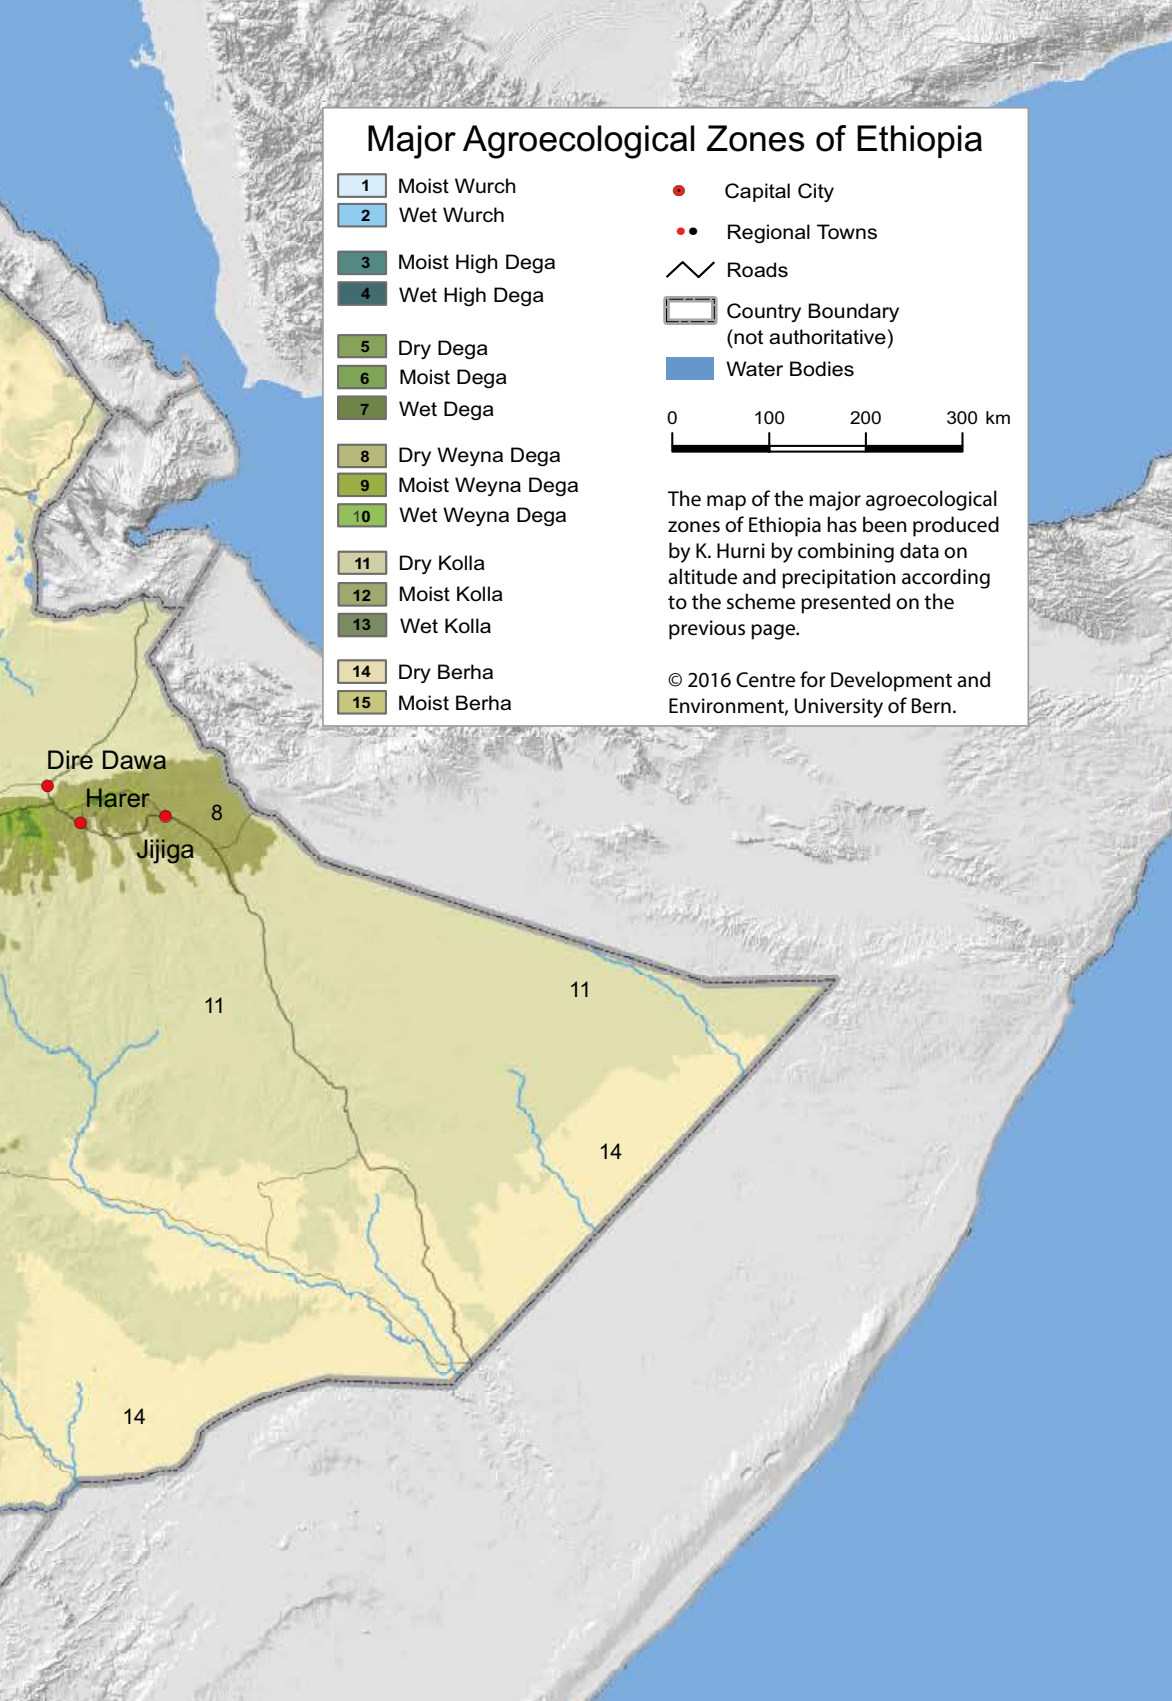 Major Agroecological Zones of Ethiopia
1 Moist Wurch
2 Wet Wurch
3 Moist High Dega
4 Wet High Dega
5 Dry Dega
6 Moist Dega
7 Wet Dega
8 Dry Weyna Dega
9 Moist Weyna Dega
10 Wet Weyna Dega
11 Dry Kolla
12 Moist Kolla
13 Wet Kolla
14 Dry Berha
15 Moist Berha
Capital City
Regional Towns
Roads
Country Boundary
(not authoritative)
Water Bodies
0 100 200 300 km
The map of the major agroecological
zones of Ethiopia has been produced
by K. Hurni by combining data on
altitude and precipitation according
to the scheme presented on the
previous page.
© 2016 Centre for Development and
Environment, University of Bern.
Dire Dawa
Harer
8
Jijiga
11
11
14
14